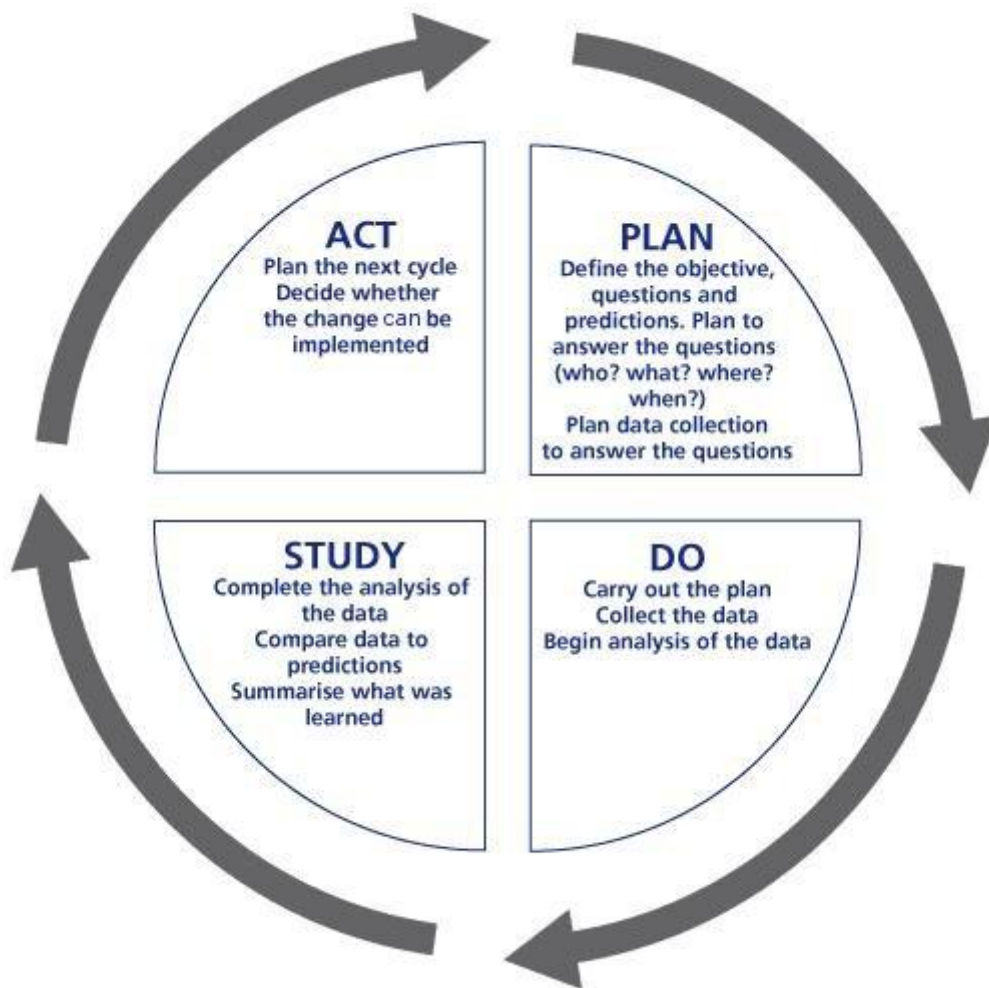 ACT
Plan the next cycle
Decide whether
the change can be
implemented
PLAN
Define the objective,
questions and
predictions. Plan to
answer the questions
(who? what? where?
when?)
Plan data collection
to answer the questions
STUDY
Complete the analysis of
the data
Compare data to
predictions
Summarise what was
learned
DO
Carry out the plan
Collect the data
Begin analysis of the data